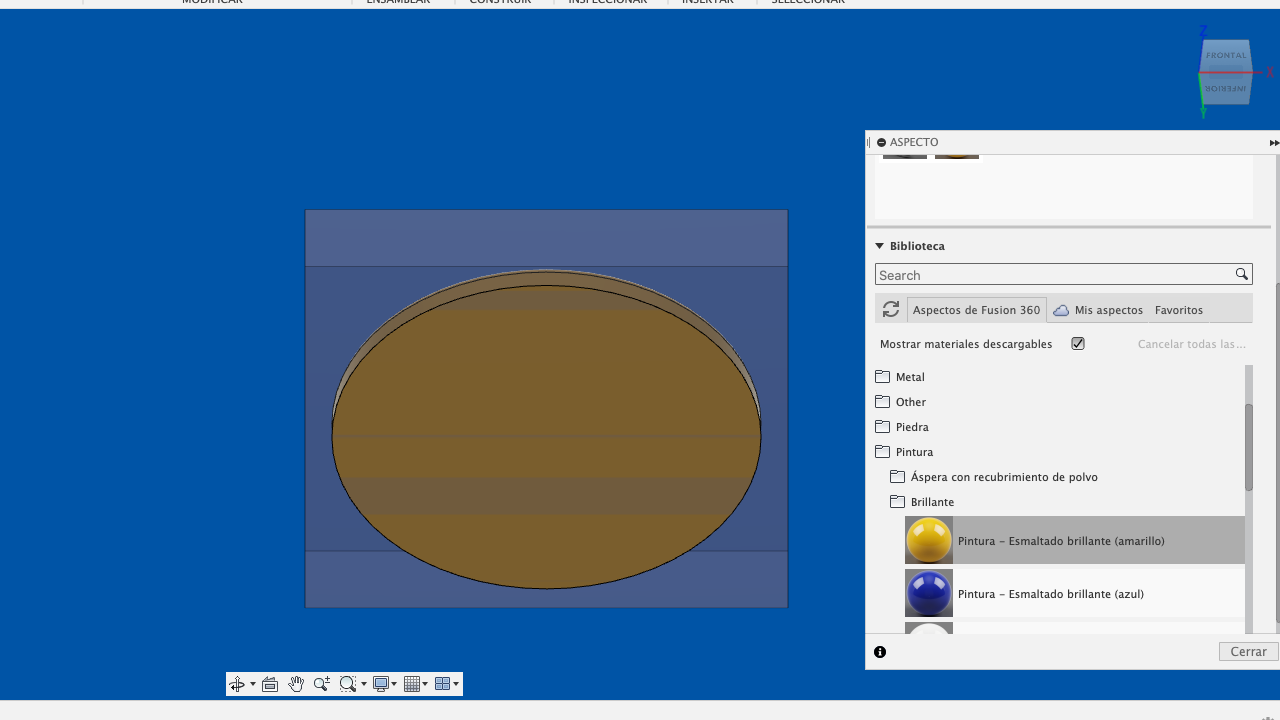 MODIFICAR ENSAMBLAR CONSTRUIR INSPECCIONAR INSERTAR SELECCIONAR
Z
FRONTAL
X
INFERIOR
ASPECTO
Biblioteca
Search
Aspectos de Fusion 360 Mis aspectos Favoritos
Mostrar materiales descargables Cancelar todas las...
Metal
Other
Piedra
Pintura
Áspera con recubrimiento de polvo
Brillante
Pintura - Esmaltado brillante (amarillo)
Pintura - Esmaltado brillante (azul)
Cerrar